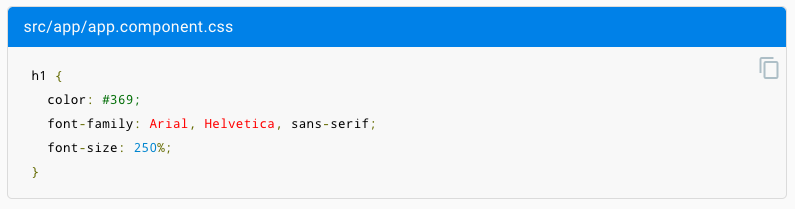 src/app/app.component.css
h1 {
  color: #369;
  font-family: Arial, Helvetica, sans-serif;
  font-size: 250%;
}